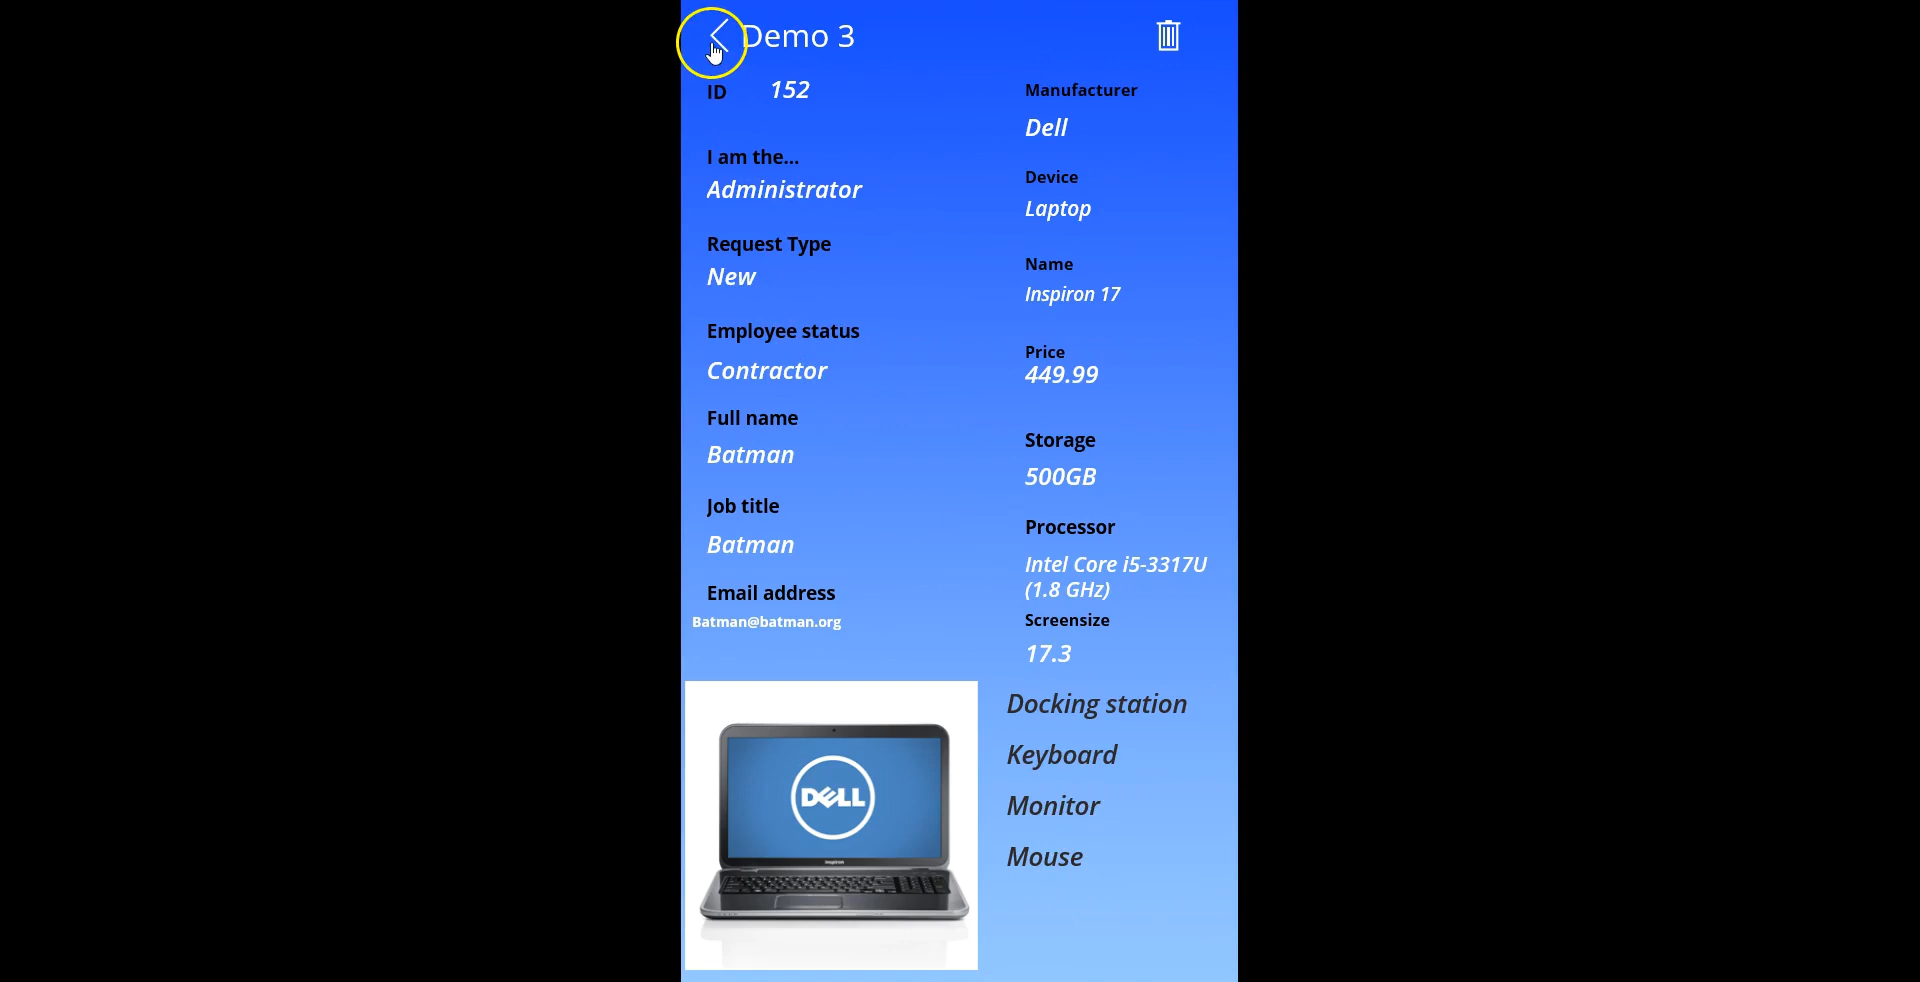 Demo 3
ID 152
I am the...
Administrator
Request Type
New
Employee status
Contractor
Full name
Batman
Job title
Batman
Email address
Batman@batman.org
Manufacturer
Dell
Device
Laptop
Name
Inspiron 17
Price
449.99
Storage
500GB
Processor
Intel Core i5-3317U
(1.8 GHz)
Screensize
17.3
DELL
inspiron
Docking station
Keyboard
Monitor
Mouse